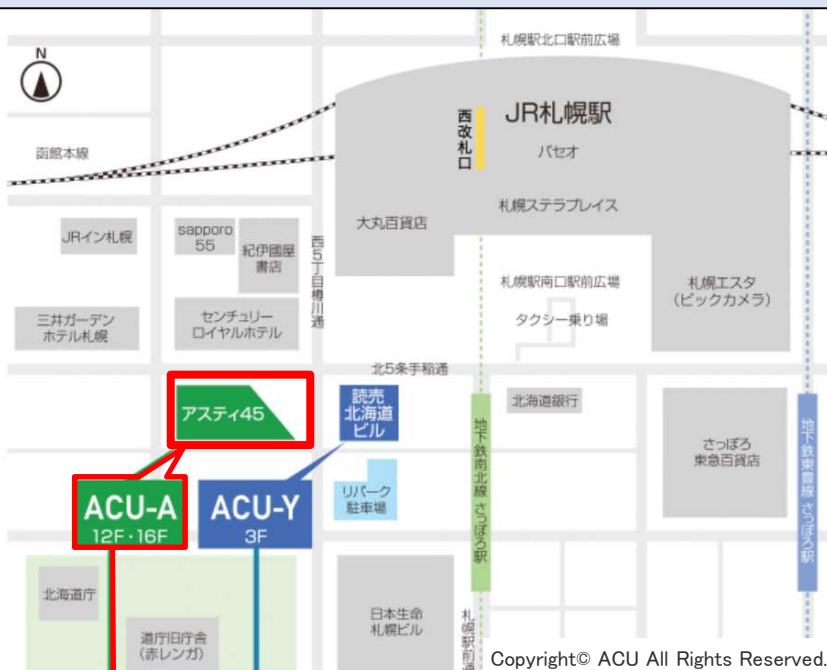 札幌駅北口駅前広場
N
JR札幌駅
西改札口
パセオ
函館本線
札幌ステラプレイス
大丸百貨店
JRイン札幌
sapporo
55
紀伊國屋
書店
西5丁目樽川通
札幌駅南口駅前広場
札幌エスタ
(ビックカメラ)
三井ガーデン
ホテル札幌
センチュリー
ロイヤルホテル
タクシー乗り場
北5条手稲通
アスティ45
読売
北海道
ビル
北海道銀行
地下鉄南北線 さっぽろ駅
さっぽろ
東急百貨店
地下鉄東豊線 さっぽろ駅
ACU-A
12F・16F
ACU-Y
3F
リパーク
駐車場
北海道庁
道庁旧庁舎
(赤レンガ)
日本生命
札幌ビル
札幌駅前通
Copyright© ACU All Rights Reserved.